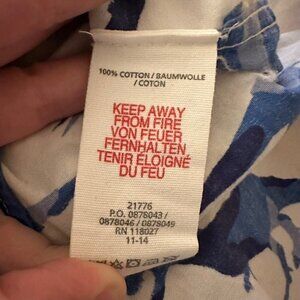 100% COTTON / BAUMWOLLE
/ COTON
KEEP AWAY
FROM FIRE
VON FEUER
FERNHALTEN
TENIR ÉLOIGNÉ
DU FEU
21776
P.O. 0878043 /
0878046 / 0878049
RN 118027
11-14